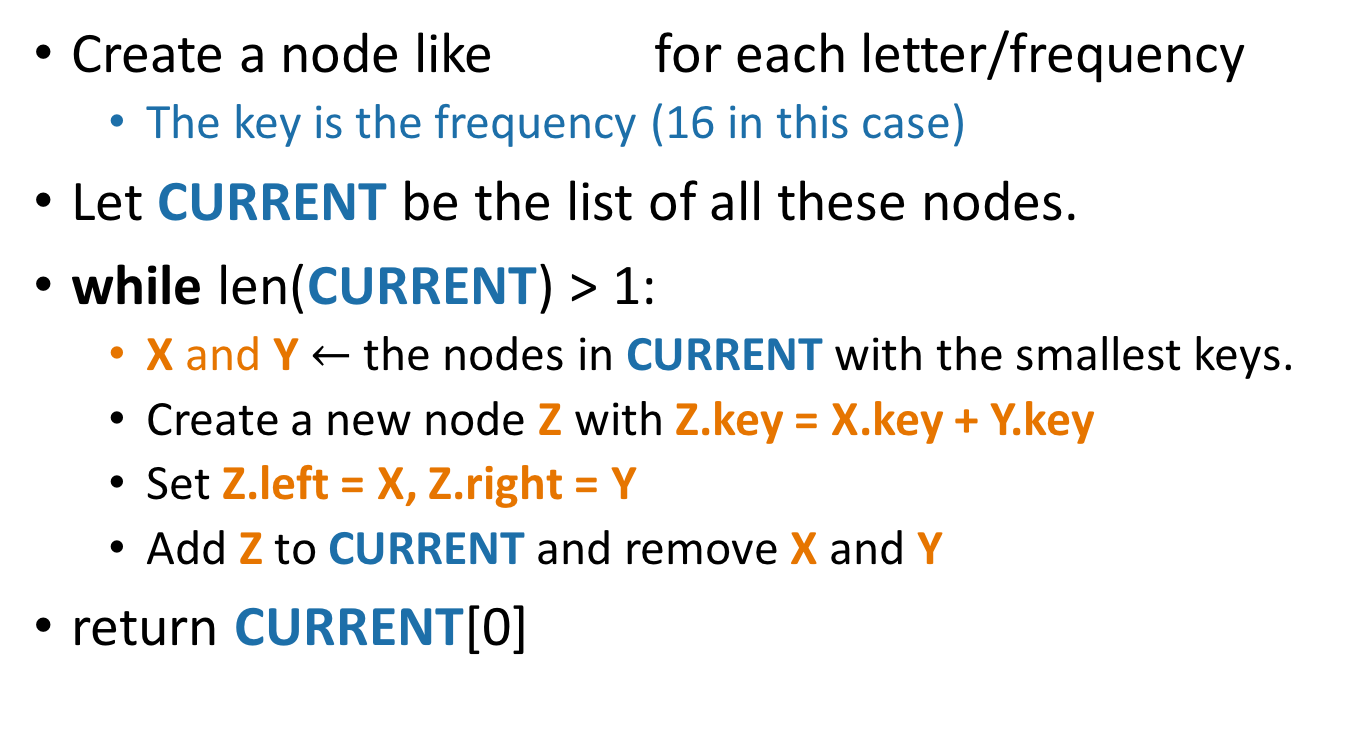 • Create a node like for each letter/frequency
• The key is the frequency (16 in this case)
• Let CURRENT be the list of all these nodes.
• while len(CURRENT) > 1:
• X and Y ← the nodes in CURRENT with the smallest keys.
• Create a new node Z with Z.key = X.key + Y.key
• Set Z.left = X, Z.right = Y
• Add Z to CURRENT and remove X and Y
• return CURRENT[0]